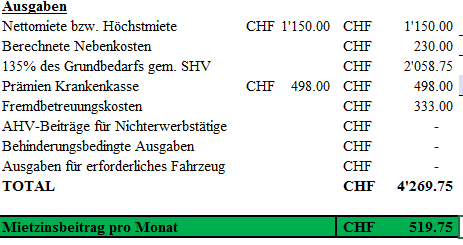 Ausgaben
Nettomiete bzw. Höchstmiete CHF 1'150.00 CHF 1'150.00
Berechnete Nebenkosten CHF 230.00
135% des Grundbedarfs gem. SHV CHF 2'058.75
Prämien Krankenkasse CHF 498.00 CHF 498.00
Fremdbetreuungskosten CHF 333.00
AHV-Beiträge für Nichterwerbstätige CHF -
Behinderungsbedingte Ausgaben CHF -
Ausgaben für erforderliches Fahrzeug CHF -
TOTAL CHF 4'269.75
Mietzinsbeitrag pro Monat CHF 519.75